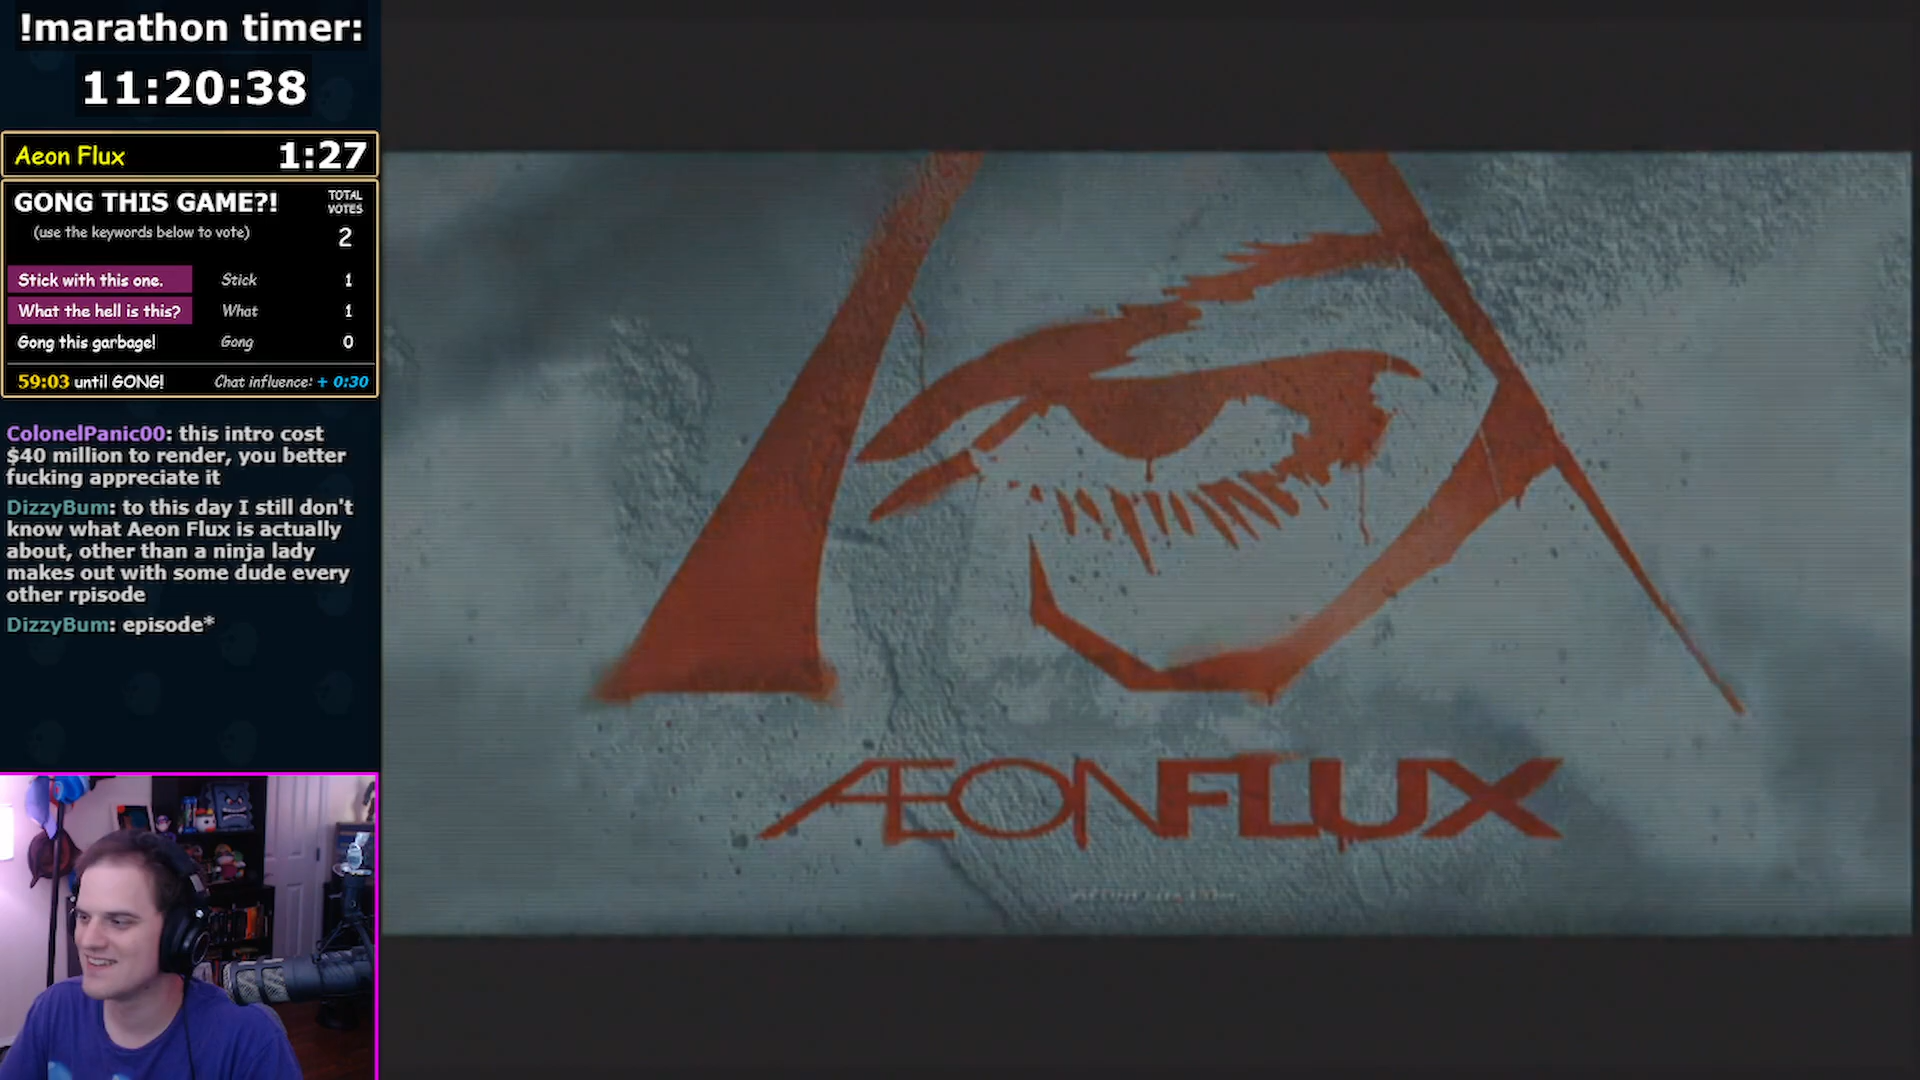 !marathon timer:
11:20:38
Aeon Flux 1:27
GONG THIS GAME?! TOTAL VOTES
(use the keywords below to vote) 2
Stick with this one. Stick 1
What the hell is this? What 1
Gong this garbage! Gong 0
59:03 until GONG! Chat influence: + 0:30
ColonelPanic00: this intro cost
$40 million to render, you better
fucking appreciate it
DizzyBum: to this day I still don't
know what Aeon Flux is actually
about, other than a ninja lady
makes out with some dude every
other rpisode
DizzyBum: episode*
ÆONFLUX